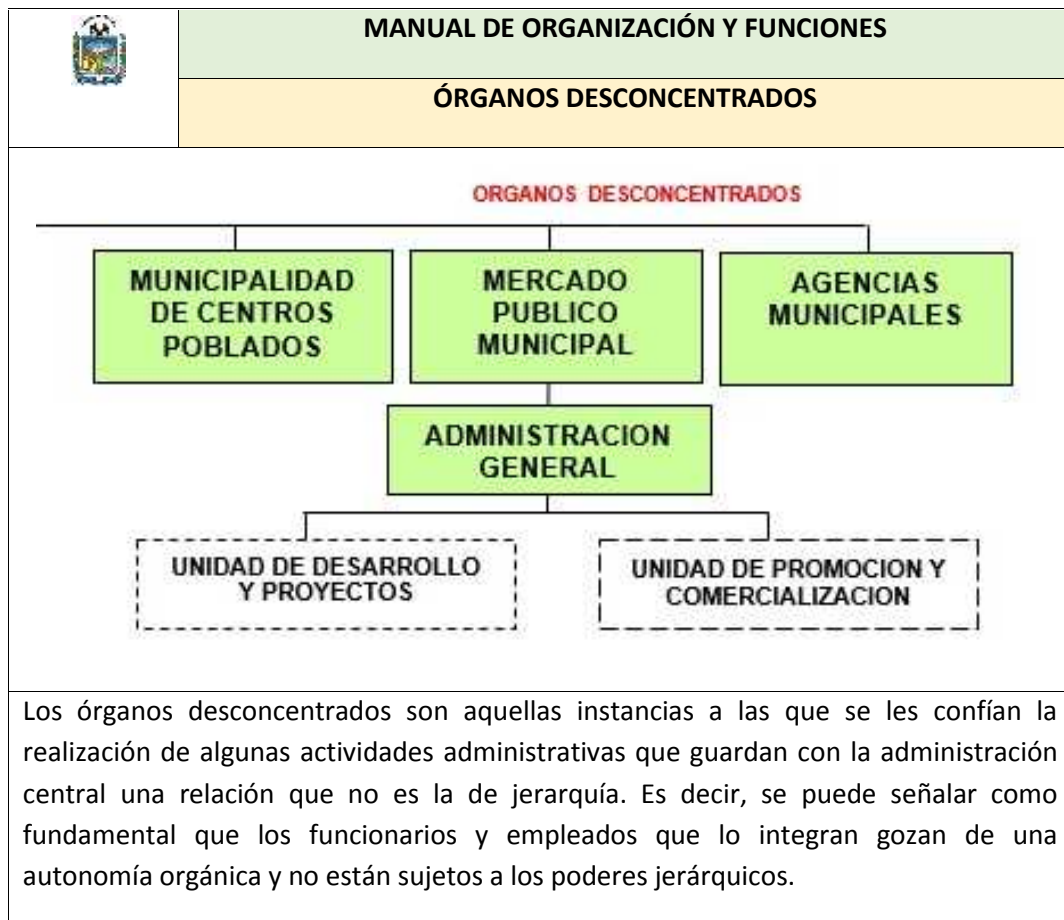 MANUAL DE ORGANIZACIÓN Y FUNCIONES
ÓRGANOS DESCONCENTRADOS
ORGANOS DESCONCENTRADOS
MUNICIPALIDAD
DE CENTROS
POBLADOS
MERCADO
PUBLICO
MUNICIPAL
AGENCIAS
MUNICIPALES
ADMINISTRACION
GENERAL
UNIDAD DE DESARROLLO
Y PROYECTOS
UNIDAD DE PROMOCION Y
COMERCIALIZACION
Los órganos desconcentrados son aquellas instancias a las que se les confían la
realización de algunas actividades administrativas que guardan con la administración
central una relación que no es la de jerarquía. Es decir, se puede señalar como
fundamental que los funcionarios y empleados que lo integran gozan de una
autonomía orgánica y no están sujetos a los poderes jerárquicos.